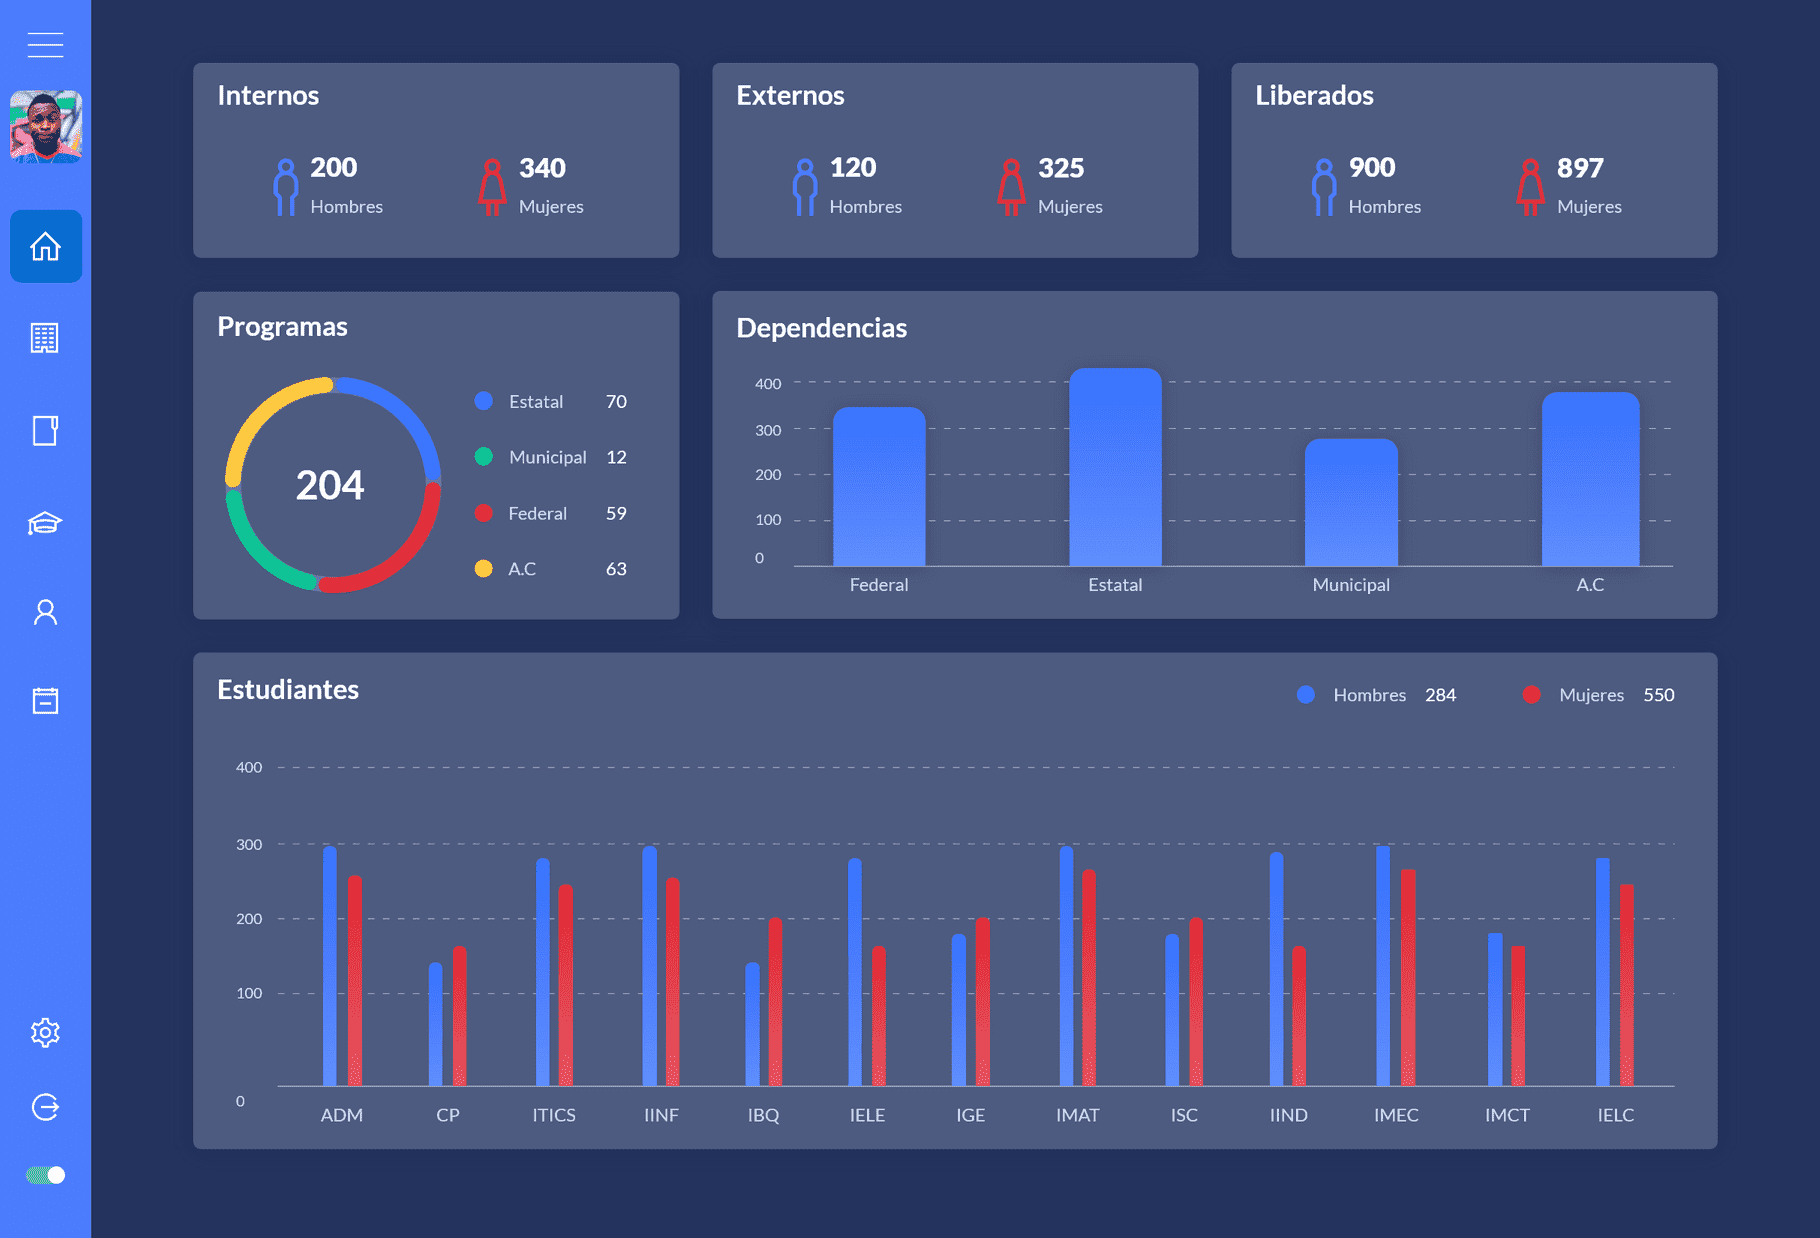 Internos
200
Hombres
340
Mujeres
Externos
120
Hombres
325
Mujeres
Liberados
900
Hombres
897
Mujeres
Programas
204
Estatal 70
Municipal 12
Federal 59
A.C 63
Dependencias
400
300
200
100
0
Federal Estatal Municipal A.C
Estudiantes
Hombres 284 Mujeres 550
400
300
200
100
0
ADM CP ITICS IINF IBQ IELE IGE IMAT ISC IIND IMEC IMCT IELC